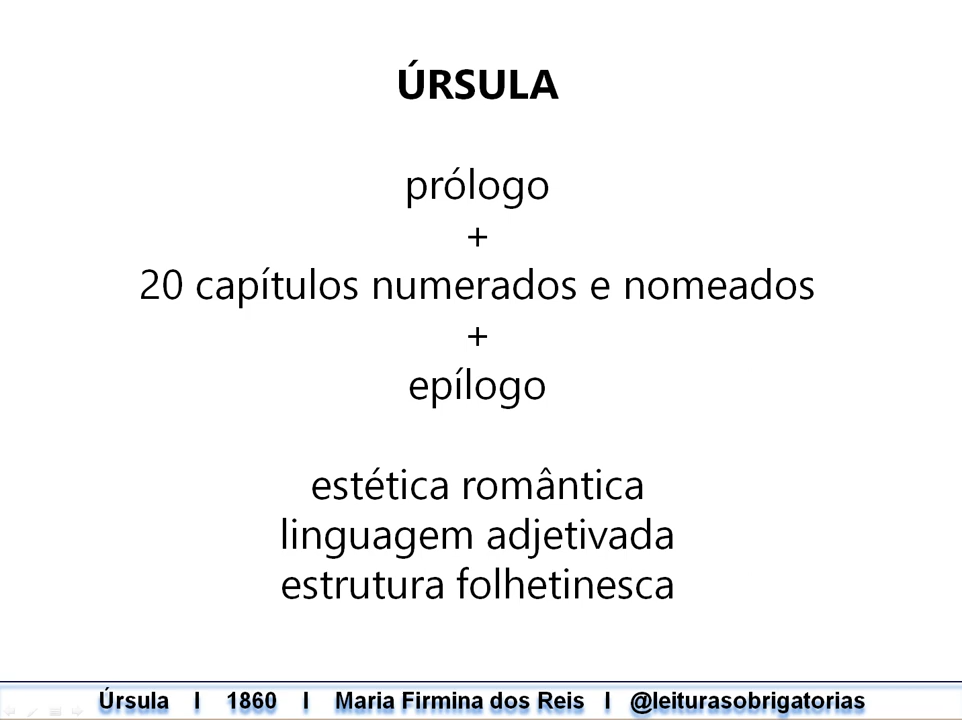 ÚRSULA
prólogo
+
20 capítulos numerados e nomeados
+
epílogo
estética romântica
linguagem adjetivada
estrutura folhetinesca
Úrsula I 1860 I Maria Firmina dos Reis I @leiturasobrigatorias